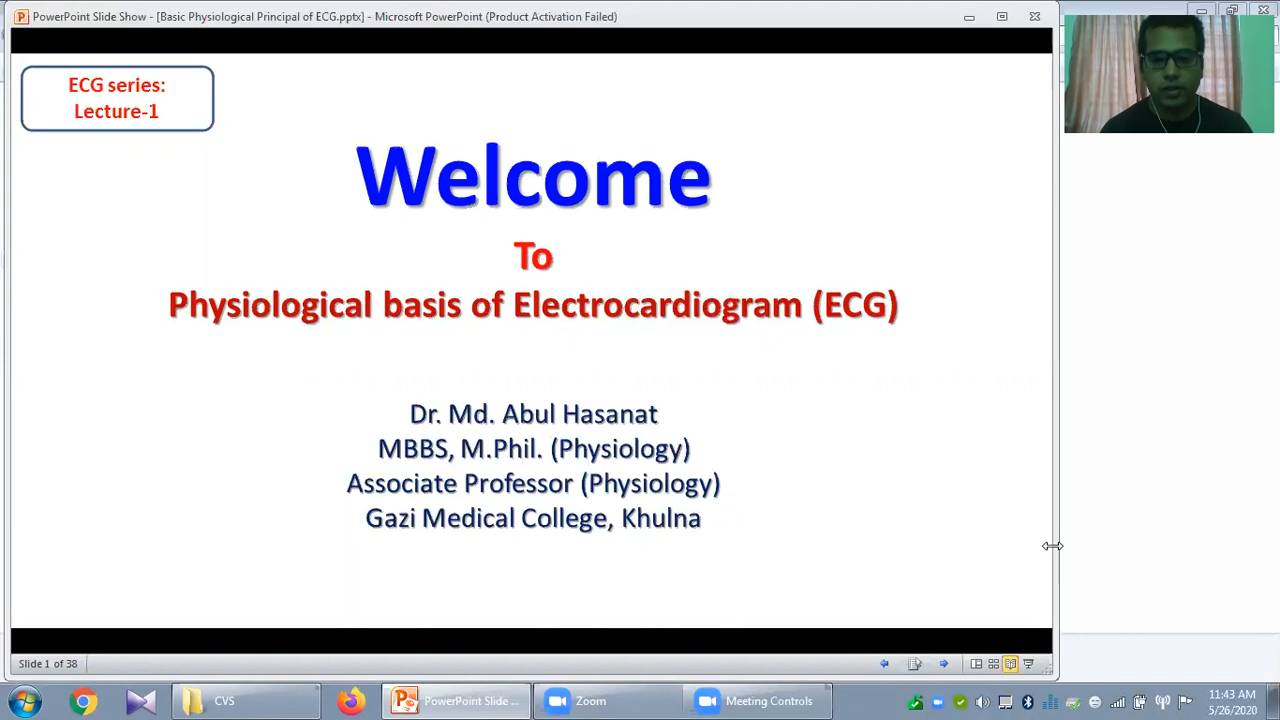 PowerPoint Slide Show - [Basic Physiological Principal of ECG.pptx] - Microsoft PowerPoint (Product Activation Failed)
ECG series:
Lecture-1
Welcome
To
Physiological basis of Electrocardiogram (ECG)
Dr. Md. Abul Hasanat
MBBS, M.Phil. (Physiology)
Associate Professor (Physiology)
Gazi Medical College, Khulna
Slide 1 of 38
CVS
PowerPoint Slide ...
Zoom
Meeting Controls
11:43 AM
5/26/2020